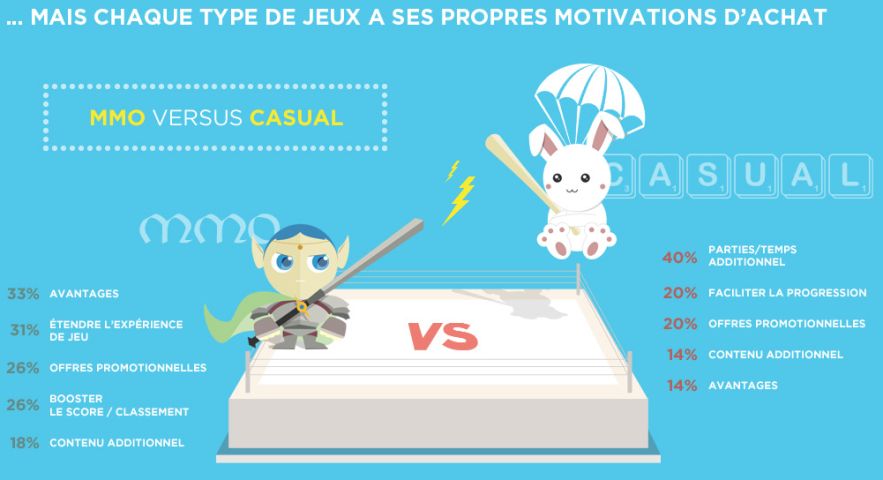 ... MAIS CHAQUE TYPE DE JEUX A SES PROPRES MOTIVATIONS D'ACHAT
MMO VERSUS CASUAL
mmo
33% AVANTAGES
31% ÉTENDRE L'EXPÉRIENCE
DE JEU
26% OFFRES PROMOTIONNELLES
26% BOOSTER
LE SCORE / CLASSEMENT
18% CONTENU ADDITIONNEL
VS
CASUAL
40% PARTIES/TEMPS
ADDITIONNEL
20% FACILITER LA PROGRESSION
20% OFFRES PROMOTIONNELLES
14% CONTENU ADDITIONNEL
14% AVANTAGES